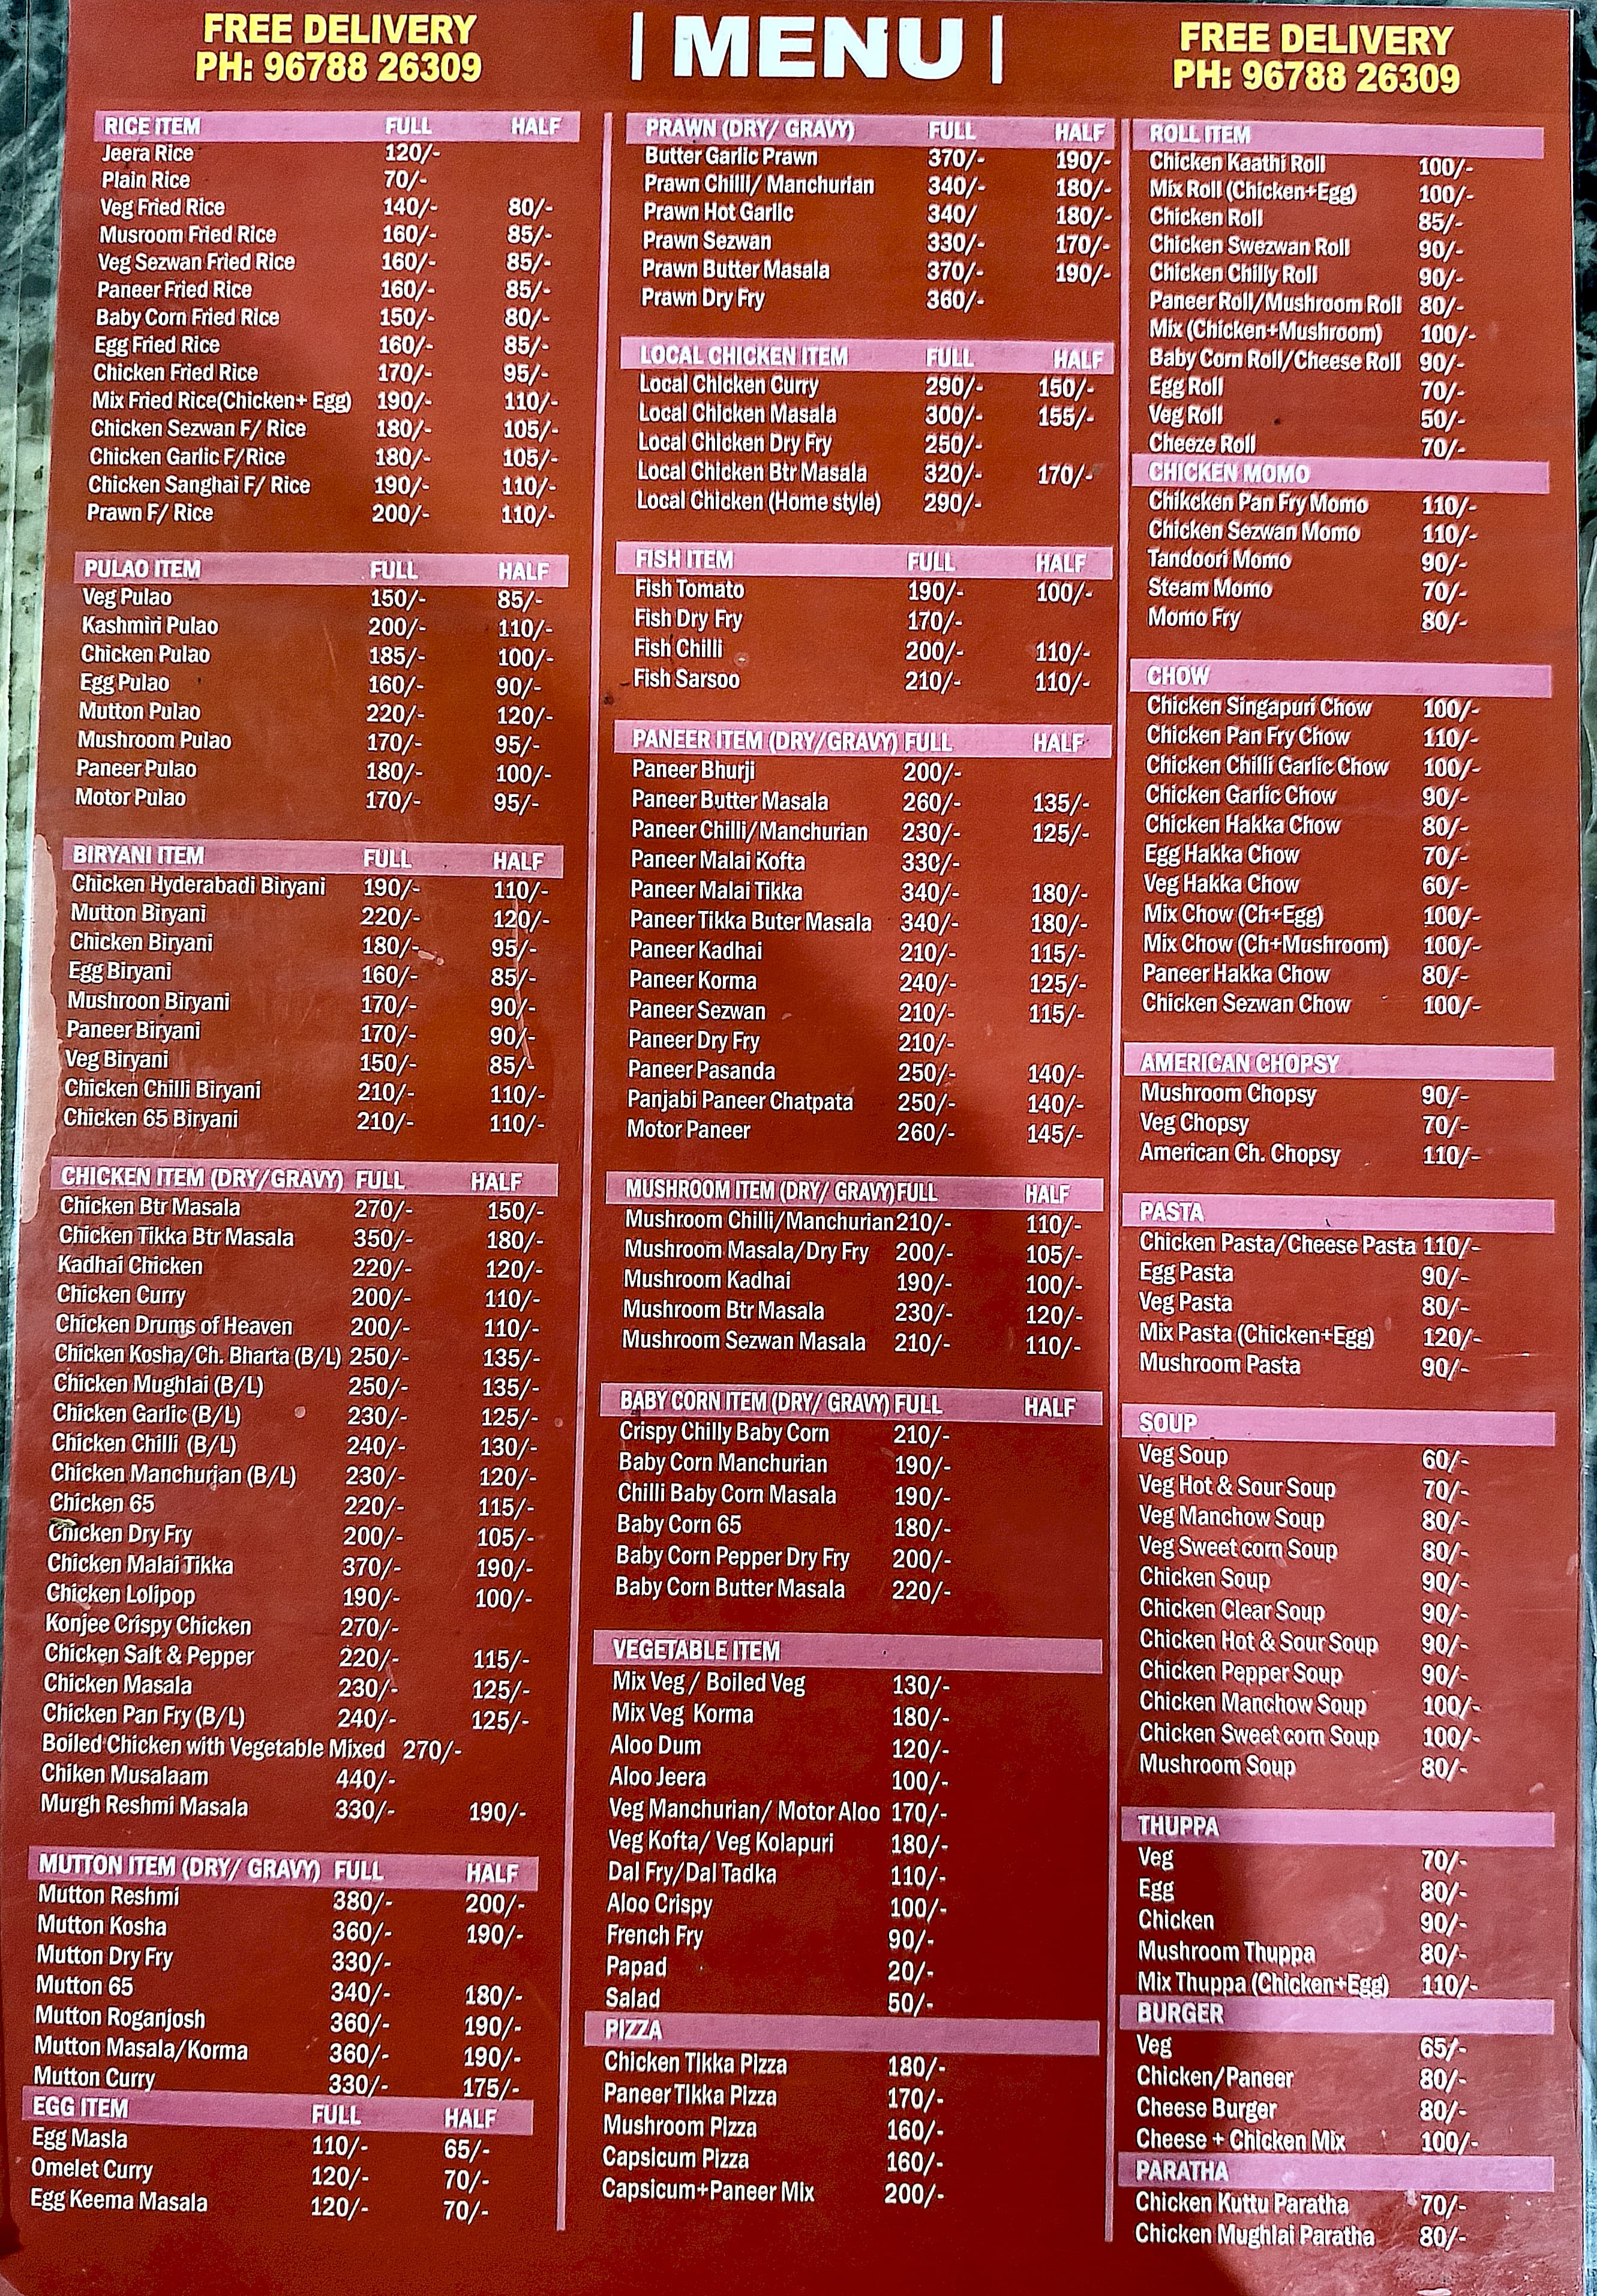 FREE DELIVERY
PH: 96788 26309
| MENU |
FREE DELIVERY
PH: 96788 26309
RICE ITEM FULL HALF
Jeera Rice 120/-
Plain Rice 70/-
Veg Fried Rice 140/- 80/-
Musroom Fried Rice 160/- 85/-
Veg Sezwan Fried Rice 160/- 85/-
Paneer Fried Rice 160/- 85/-
Baby Corn Fried Rice 150/- 80/-
Egg Fried Rice 160/- 85/-
Chicken Fried Rice 170/- 95/-
Mix Fried Rice(Chicken+ Egg) 190/- 110/-
Chicken Sezwan F/ Rice 180/- 105/-
Chicken Garlic F/Rice 180/- 105/-
Chicken Sanghai F/ Rice 190/- 110/-
Prawn F/ Rice 200/- 110/-
PULAO ITEM FULL HALF
Veg Pulao 150/- 85/-
Kashmiri Pulao 200/- 110/-
Chicken Pulao 185/- 100/-
Egg Pulao 160/- 90/-
Mutton Pulao 220/- 120/-
Mushroom Pulao 170/- 95/-
Paneer Pulao 180/- 100/-
Motor Pulao 170/- 95/-
BIRYANI ITEM FULL HALF
Chicken Hyderabadi Biryani 190/- 110/-
Mutton Biryani 220/- 120/-
Chicken Biryani 180/- 95/-
Egg Biryani 160/- 85/-
Mushroon Biryani 170/- 90/-
Paneer Biryani 170/- 90/-
Veg Biryani 150/- 85/-
Chicken Chilli Biryani 210/- 110/-
Chicken 65 Biryani 210/- 110/-
CHICKEN ITEM (DRY/GRAVY) FULL HALF
Chicken Btr Masala 270/- 150/-
Chicken Tikka Btr Masala 350/- 180/-
Kadhai Chicken 220/- 120/-
Chicken Curry 200/- 110/-
Chicken Drums of Heaven 200/- 110/-
Chicken Kosha/Ch. Bharta (B/L) 250/- 135/-
Chicken Mughlai (B/L) 250/- 135/-
Chicken Garlic (B/L) 230/- 125/-
Chicken Chilli (B/L) 240/- 130/-
Chicken Manchurjan (B/L) 230/- 120/-
Chicken 65 220/- 115/-
Chicken Dry Fry 200/- 105/-
Chicken Malai Tikka 370/- 190/-
Chicken Lolipop 190/- 100/-
Konjee Crispy Chicken 270/-
Chicken Salt & Pepper 220/- 115/-
Chicken Masala 230/- 125/-
Chicken Pan Fry (B/L) 240/- 125/-
Boiled Chicken with Vegetable Mixed 270/-
Chiken Musalaam 440/-
Murgh Reshmi Masala 330/- 190/-
MUTTON ITEM (DRY/ GRAVY) FULL HALF
Mutton Reshmi 380/- 200/-
Mutton Kosha 360/- 190/-
Mutton Dry Fry 330/-
Mutton 65 340/- 180/-
Mutton Roganjosh 360/- 190/-
Mutton Masala/Korma 360/- 190/-
Mutton Curry 330/- 175/-
EGG ITEM FULL HALF
Egg Masla 110/- 65/-
Omelet Curry 120/- 70/-
Egg Keema Masala 120/- 70/-
PRAWN (DRY/ GRAVY) FULL HALF
Butter Garlic Prawn 370/- 190/-
Prawn Chilli/ Manchurian 340/- 180/-
Prawn Hot Garlic 340/ 180/-
Prawn Sezwan 330/- 170/-
Prawn Butter Masala 370/- 190/-
Prawn Dry Fry 360/-
LOCAL CHICKEN ITEM FULL HALF
Local Chicken Curry 290/- 150/-
Local Chicken Masala 300/- 155/-
Local Chicken Dry Fry 250/-
Local Chicken Btr Masala 320/- 170/-
Local Chicken (Home style) 290/-
FISH ITEM FULL HALF
Fish Tomato 190/- 100/-
Fish Dry Fry 170/-
Fish Chilli 200/- 110/-
Fish Sarsoo 210/- 110/-
PANEER ITEM (DRY/GRAVY) FULL HALF
Paneer Bhurji 200/-
Paneer Butter Masala 260/- 135/-
Paneer Chilli/Manchurian 230/- 125/-
Paneer Malai Kofta 330/-
Paneer Malai Tikka 340/- 180/-
Paneer Tikka Buter Masala 340/- 180/-
Paneer Kadhai 210/- 115/-
Paneer Korma 240/- 125/-
Paneer Sezwan 210/- 115/-
Paneer Dry Fry 210/-
Paneer Pasanda 250/- 140/-
Panjabi Paneer Chatpata 250/- 140/-
Motor Paneer 260/- 145/-
MUSHROOM ITEM (DRY/ GRAVY) FULL HALF
Mushroom Chilli/Manchurian 210/- 110/-
Mushroom Masala/Dry Fry 200/- 105/-
Mushroom Kadhai 190/- 100/-
Mushroom Btr Masala 230/- 120/-
Mushroom Sezwan Masala 210/- 110/-
BABY CORN ITEM (DRY/ GRAVY) FULL HALF
Crispy Chilly Baby Corn 210/-
Baby Corn Manchurian 190/-
Chilli Baby Corn Masala 190/-
Baby Corn 65 180/-
Baby Corn Pepper Dry Fry 200/-
Baby Corn Butter Masala 220/-
VEGETABLE ITEM
Mix Veg / Boiled Veg 130/-
Mix Veg Korma 180/-
Aloo Dum 120/-
Aloo Jeera 100/-
Veg Manchurian/ Motor Aloo 170/-
Veg Kofta/ Veg Kolapuri 180/-
Dal Fry/Dal Tadka 110/-
Aloo Crispy 100/-
French Fry 90/-
Papad 20/-
Salad 50/-
PIZZA
Chicken Tikka Pizza 180/-
Paneer Tikka Pizza 170/-
Mushroom Pizza 160/-
Capsicum Pizza 160/-
Capsicum+Paneer Mix 200/-
ROLL ITEM
Chicken Kaathi Roll 100/-
Mix Roll (Chicken+Egg) 100/-
Chicken Roll 85/-
Chicken Swezwan Roll 90/-
Chicken Chilly Roll 90/-
Paneer Roll/Mushroom Roll 80/-
Mix (Chicken+Mushroom) 100/-
Baby Corn Roll/Cheese Roll 90/-
Egg Roll 70/-
Veg Roll 50/-
Cheeze Roll 70/-
CHICKEN MOMO
Chikcken Pan Fry Momo 110/-
Chicken Sezwan Momo 110/-
Tandoori Momo 90/-
Steam Momo 70/-
Momo Fry 80/-
CHOW
Chicken Singapuri Chow 100/-
Chicken Pan Fry Chow 110/-
Chicken Chilli Garlic Chow 100/-
Chicken Garlic Chow 90/-
Chicken Hakka Chow 80/-
Egg Hakka Chow 70/-
Veg Hakka Chow 60/-
Mix Chow (Ch+Egg) 100/-
Mix Chow (Ch+Mushroom) 100/-
Paneer Hakka Chow 80/-
Chicken Sezwan Chow 100/-
AMERICAN CHOPSY
Mushroom Chopsy 90/-
Veg Chopsy 70/-
American Ch. Chopsy 110/-
PASTA
Chicken Pasta/Cheese Pasta 110/-
Egg Pasta 90/-
Veg Pasta 80/-
Mix Pasta (Chicken+Egg) 120/-
Mushroom Pasta 90/-
SOUP
Veg Soup 60/-
Veg Hot & Sour Soup 70/-
Veg Manchow Soup 80/-
Veg Sweet corn Soup 80/-
Chicken Soup 90/-
Chicken Clear Soup 90/-
Chicken Hot & Sour Soup 90/-
Chicken Pepper Soup 90/-
Chicken Manchow Soup 100/-
Chicken Sweet corn Soup 100/-
Mushroom Soup 80/-
THUPPA
Veg 70/-
Egg 80/-
Chicken 90/-
Mushroom Thuppa 80/-
Mix Thuppa (Chicken+Egg) 110/-
BURGER
Veg 65/-
Chicken/Paneer 80/-
Cheese Burger 80/-
Cheese + Chicken Mix 100/-
PARATHA
Chicken Kuttu Paratha 70/-
Chicken Mughlai Paratha 80/-